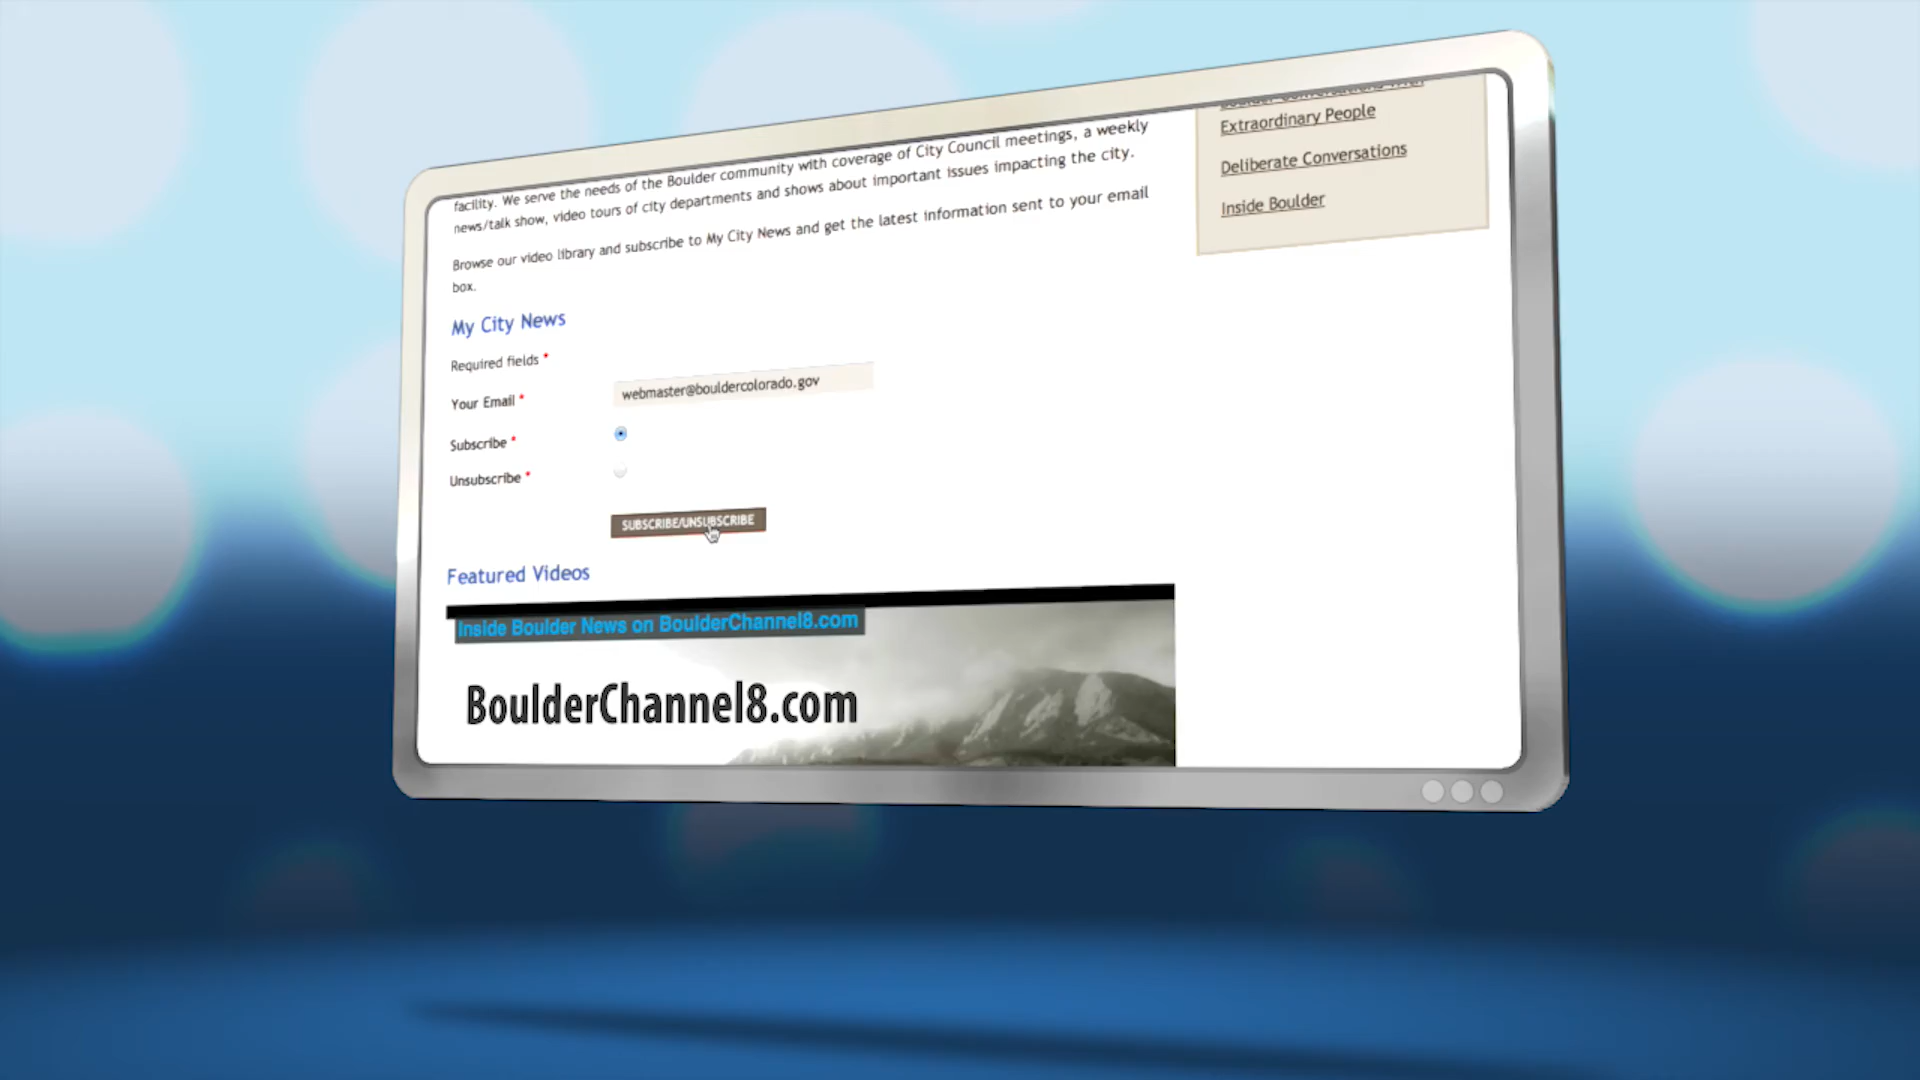 facility. We serve the needs of the Boulder community with coverage of City Council meetings, a weekly
news/talk show, video tours of city departments and shows about important issues impacting the city.
Browse our video library and subscribe to My City News and get the latest information sent to your email
box.
My City News
Required fields *
Your Email * webmaster@bouldercolorado.gov
Subscribe *
Unsubscribe *
SUBSCRIBE/UNSUBSCRIBE
Featured Videos
Inside Boulder News on BoulderChannel8.com
BoulderChannel8.com
Extraordinary People
Deliberate Conversations
Inside Boulder